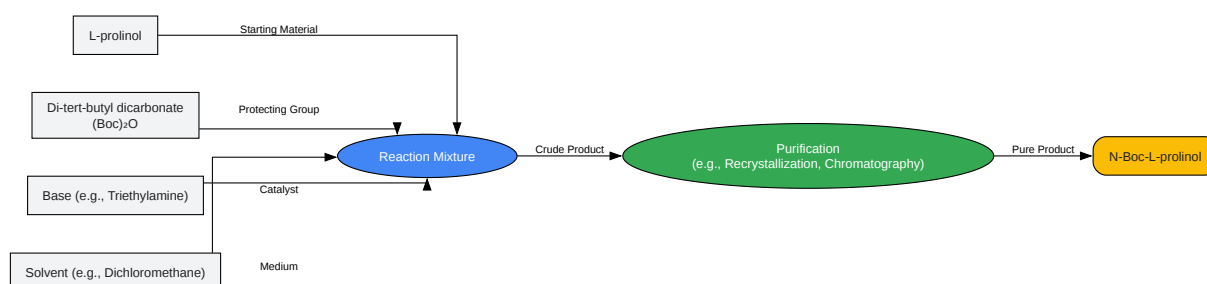 L-prolinol
Starting Material
Di-tert-butyl dicarbonate
(Boc)₂O
Protecting Group
Reaction Mixture
Crude Product
Purification
(e.g., Recrystallization, Chromatography)
Pure Product
N-Boc-L-prolinol
Base (e.g., Triethylamine)
Catalyst
Solvent (e.g., Dichloromethane)
Medium